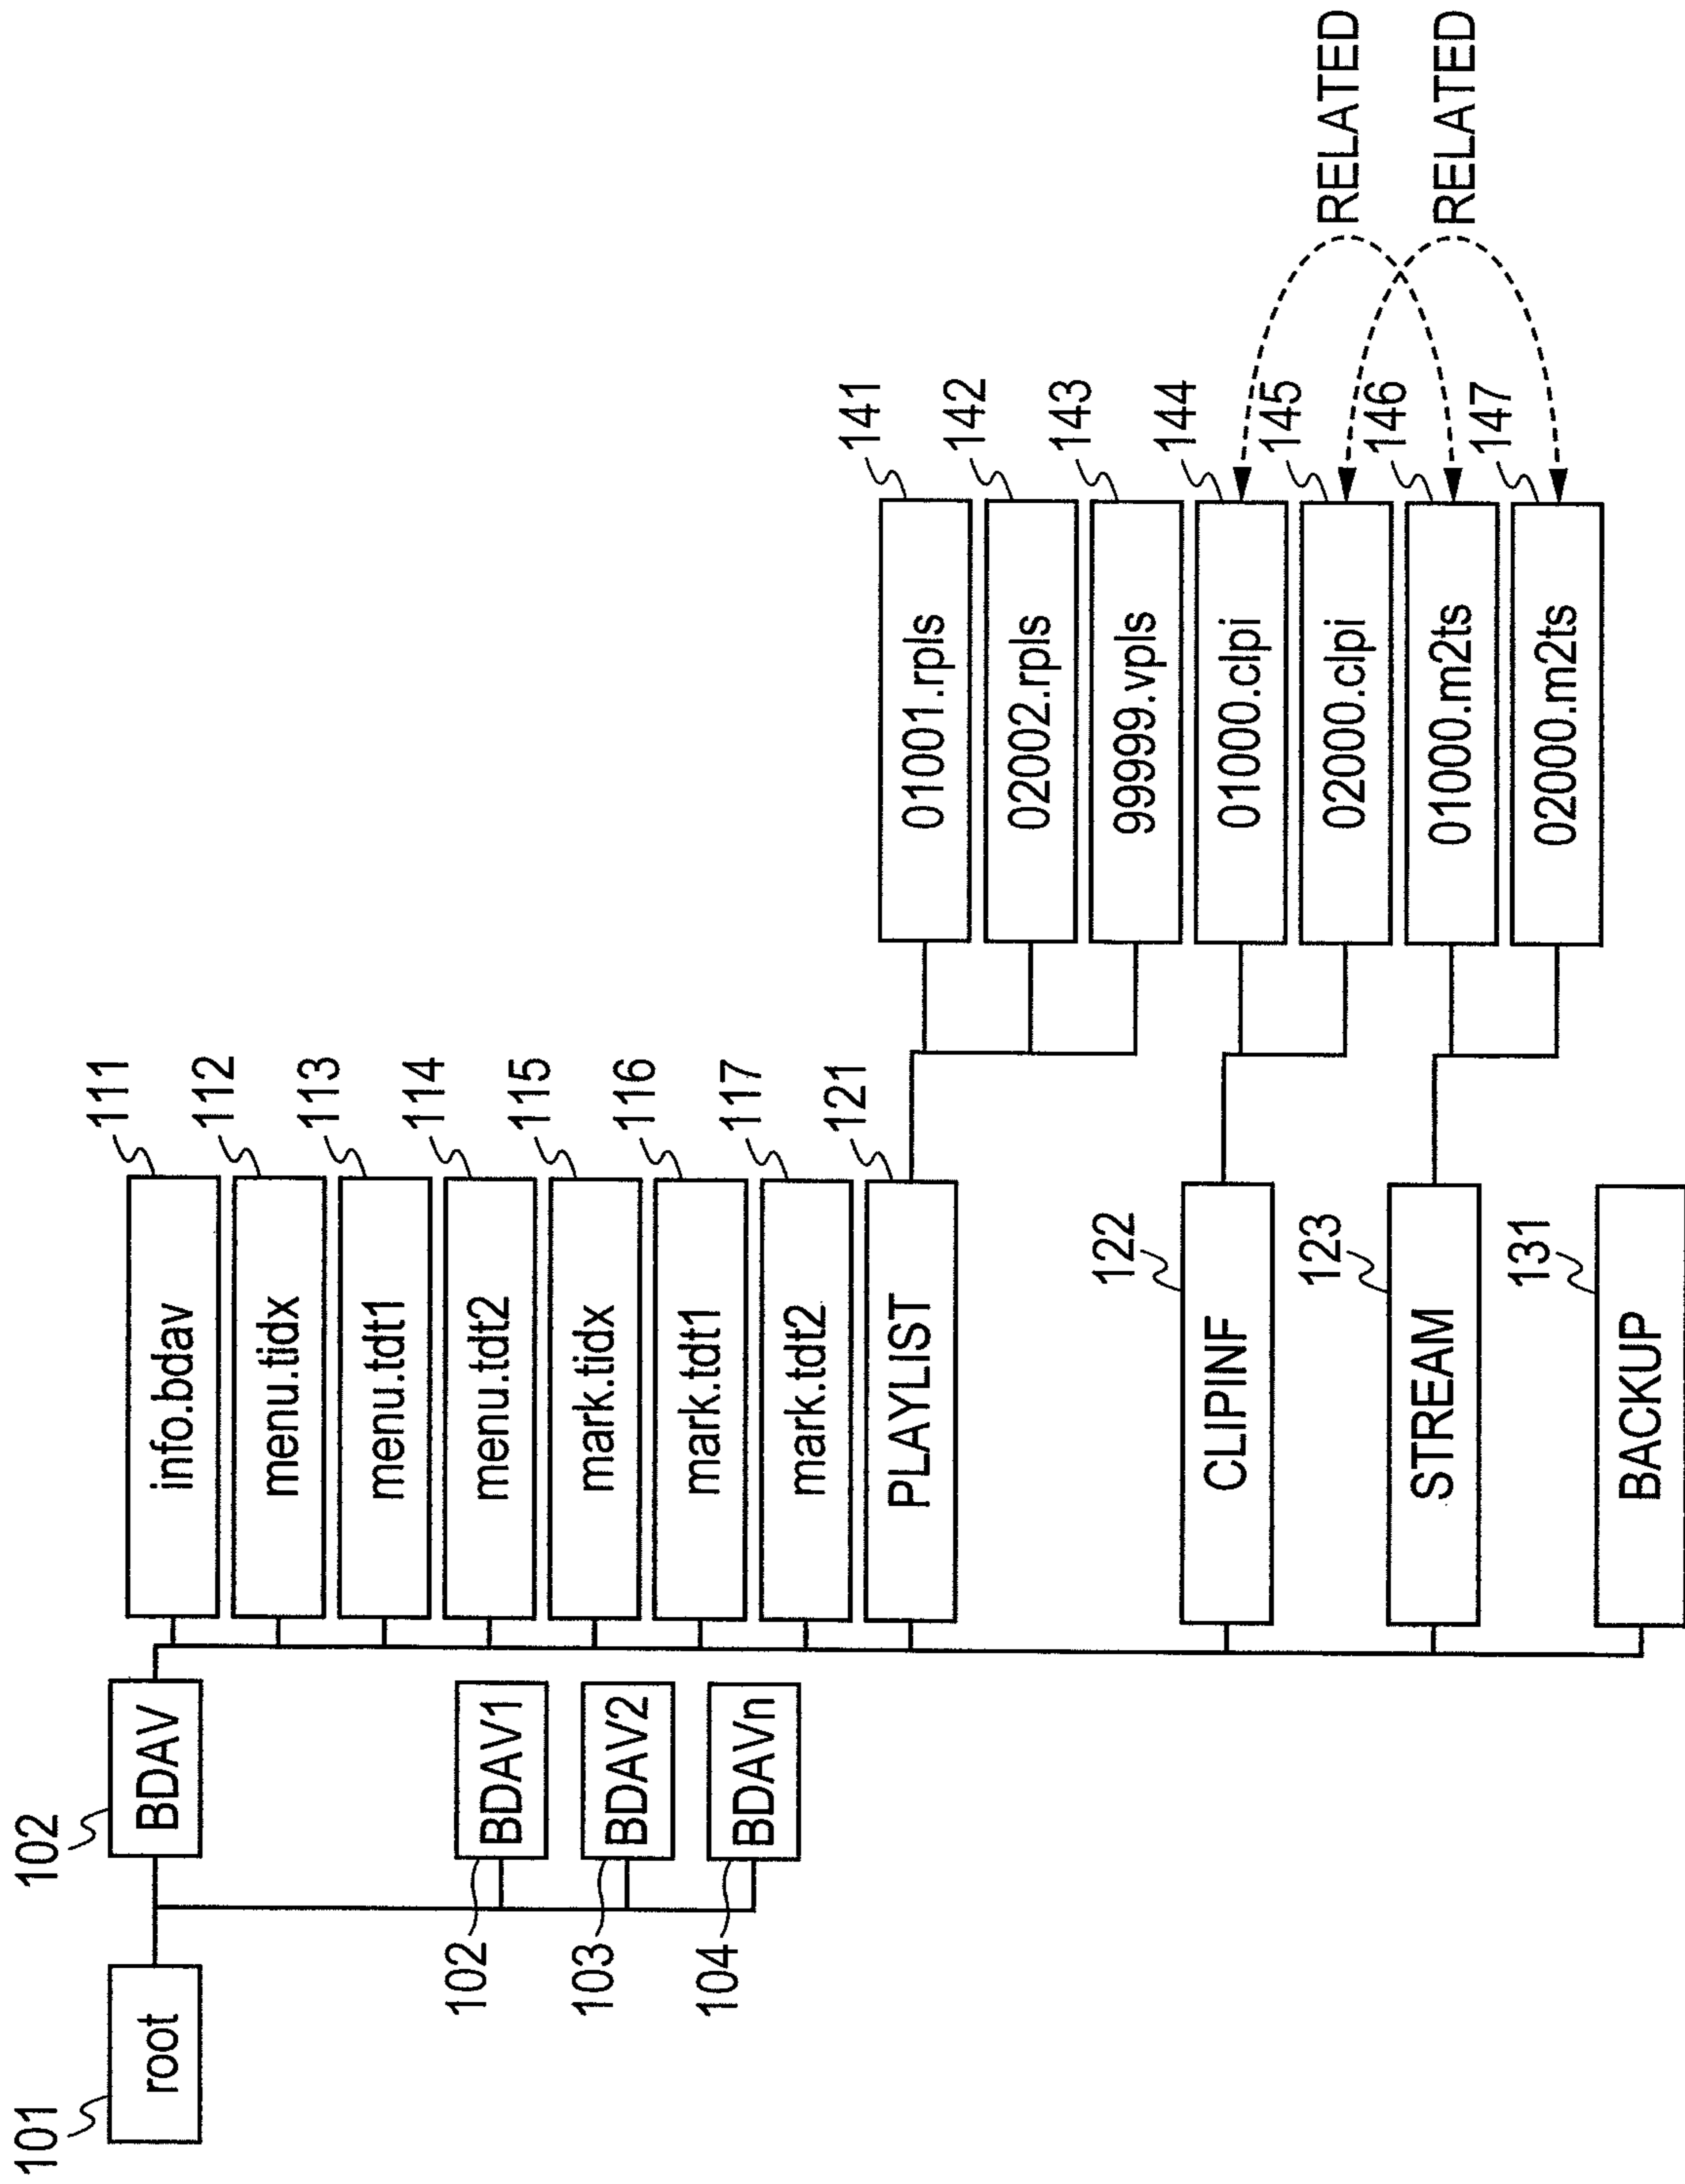 101
root
102
BDAV
102
BDAV1
103
BDAV2
104
BDAVn
111
info.bdav
112
menu.tidx
113
menu.tdt1
114
menu.tdt2
115
mark.tidx
116
mark.tdt1
117
mark.tdt2
121
PLAYLIST
122
CLIPINF
123
STREAM
131
BACKUP
141
01001.rpls
142
02002.rpls
143
99999.vpls
144
01000.clpi
145
02000.clpi
146
01000.m2ts
147
02000.m2ts
RELATED
RELATED